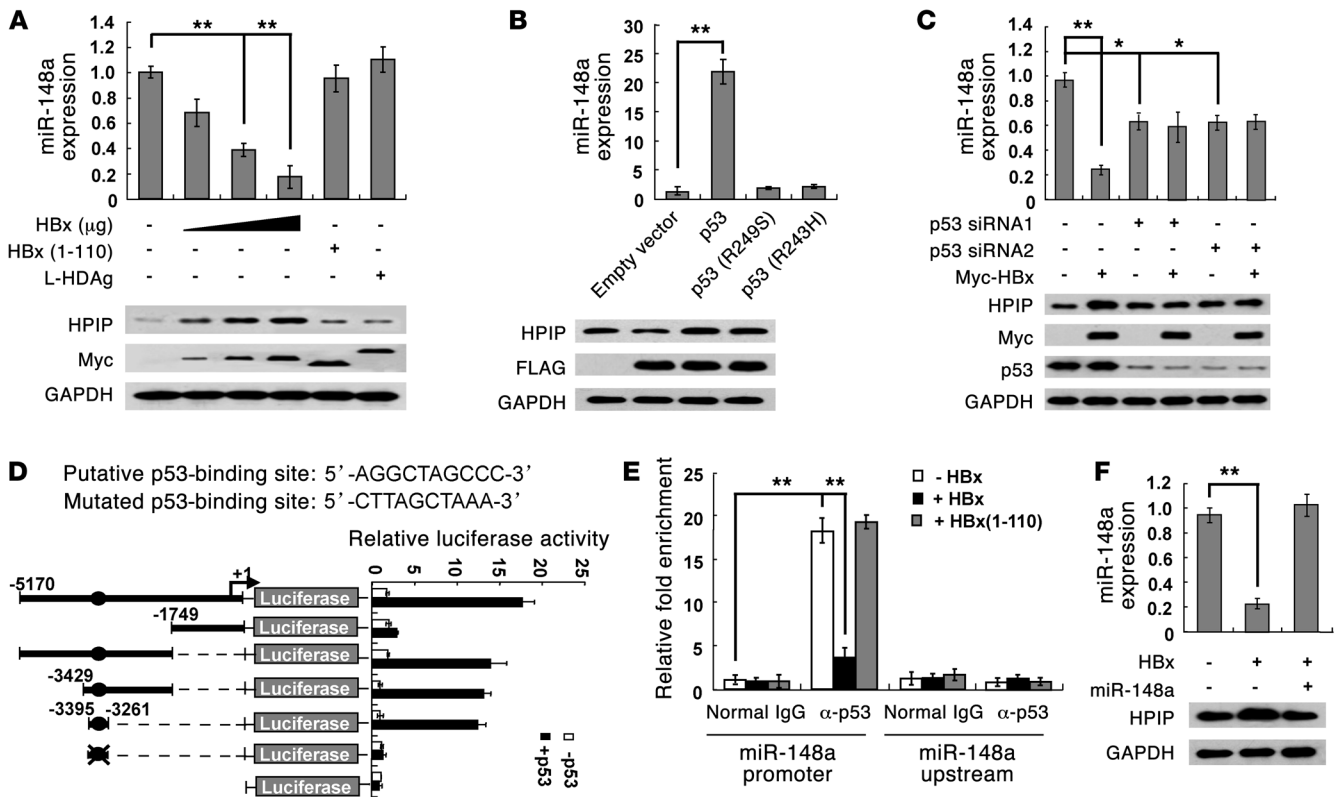 A
miR-148a expression
1.4
1.2
1.0
0.8
0.6
0.4
0.2
0
** **
HBx (μg) -
HBx (1-110) - - - - + -
L-HDAg - - - - - +
HPIP
Myc
GAPDH
B
miR-148a expression
30
25
20
15
10
5
0
**
Empty vector
p53
p53 (R249S)
p53 (R243H)
HPIP
FLAG
GAPDH
C
miR-148a expression
1.4
1.2
1.0
0.8
0.6
0.4
0.2
0
**
* *
p53 siRNA1 - - + + - -
p53 siRNA2 - - - - + +
Myc-HBx - + - + - +
HPIP
Myc
p53
GAPDH
D
Putative p53-binding site: 5'-AGGCTAGCCC-3'
Mutated p53-binding site: 5'-CTTAGCTAAA-3'
Relative luciferase activity
0 5 10 15 20 25
-5170 +1
Luciferase
-1749
Luciferase
Luciferase
-3429
Luciferase
-3395 -3261
Luciferase
Luciferase
Luciferase
-p53
+p53
E
Relative fold enrichment
25
20
15
10
5
0
** **
- HBx
+ HBx
+ HBx(1-110)
Normal IgG α-p53 Normal IgG α-p53
miR-148a promoter
miR-148a upstream
F
miR-148a expression
1.2
1.0
0.8
0.6
0.4
0.2
0
**
HBx - + +
miR-148a - - +
HPIP
GAPDH